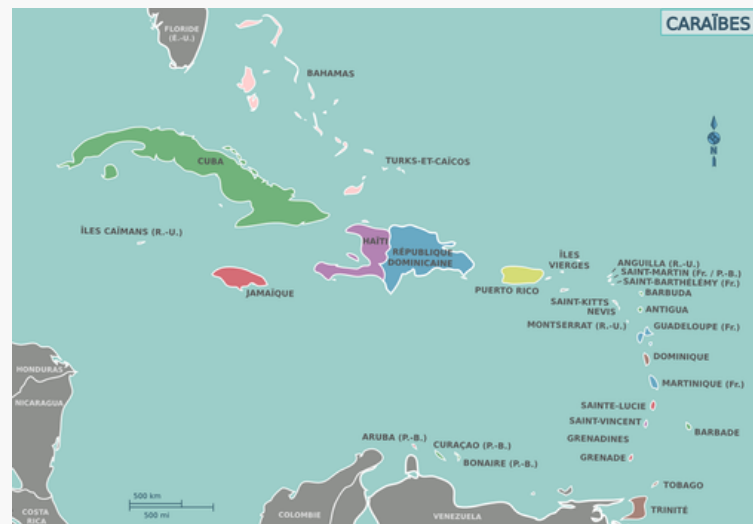 CARAÏBES
FLORIDE
(É.-U.)
BAHAMAS
N
CUBA
TURKS-ET-CAÏCOS
ÎLES CAÏMANS (R.-U.)
HAÏTI
RÉPUBLIQUE
DOMINICAINE
JAMAÏQUE
PUERTO RICO
ÎLES
VIERGES
ANGUILLA (R.-U.)
SAINT-MARTIN (Fr. / P.-B.)
SAINT-BARTHÉLÉMY (Fr.)
BARBUDA
SAINT-KITTS
NEVIS
ANTIGUA
MONTSERRAT (R.-U.)
GUADELOUPE (Fr.)
DOMINIQUE
HONDURAS
MARTINIQUE (Fr.)
NICARAGUA
SAINTE-LUCIE
SAINT-VINCENT
BARBADE
ARUBA (P.-B.)
CURAÇAO (P.-B.)
GRENADINES
BONAIRE (P.-B.)
GRENADE
TOBAGO
500 km
500 mi
COSTA
RICA
COLOMBIE
VENEZUELA
TRINITÉ